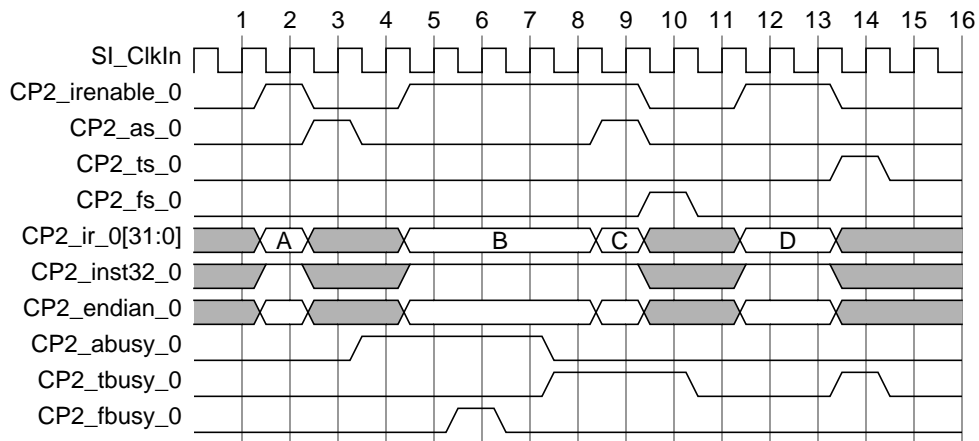 1 2 3 4 5 6 7 8 9 10 11 12 13 14 15 16
SI_ClkIn
CP2_irenable_0
CP2_as_0
CP2_ts_0
CP2_fs_0
CP2_ir_0[31:0] A B C D
CP2_inst32_0
CP2_endian_0
CP2_abusy_0
CP2_tbusy_0
CP2_fbusy_0